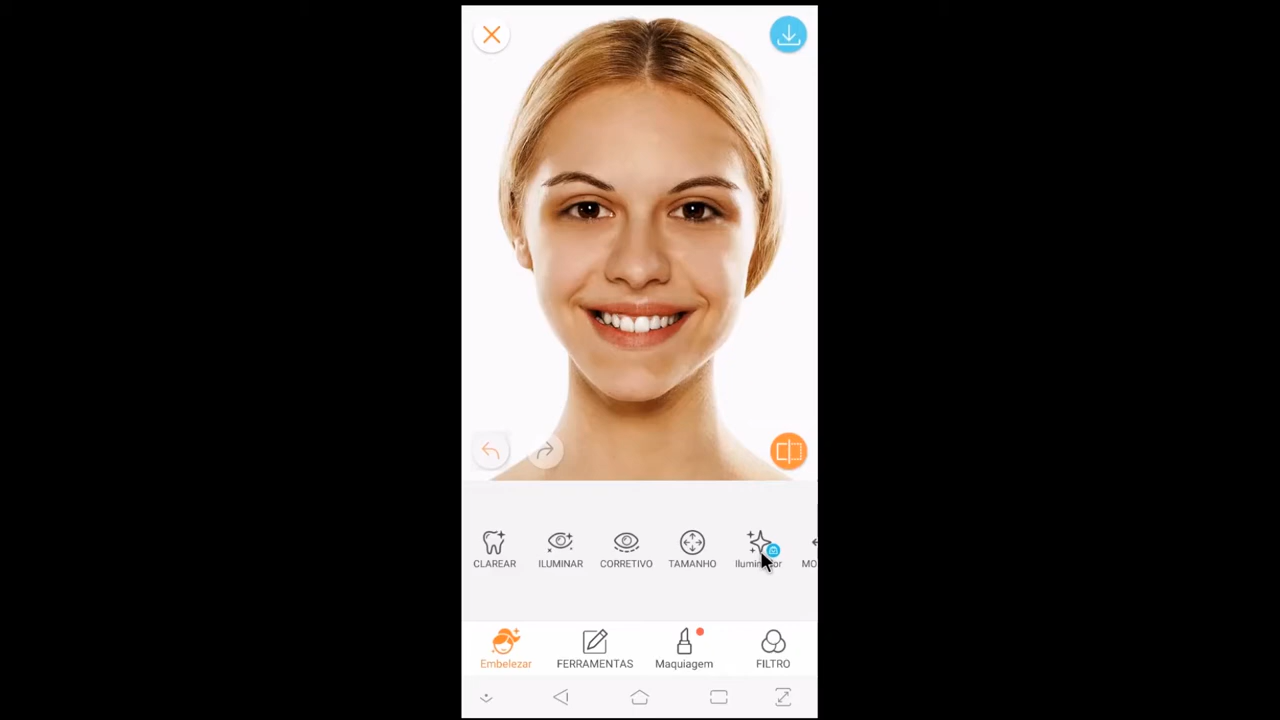 CLAREAR
ILUMINAR
CORRETIVO
TAMANHO
Embelezar
FERRAMENTAS
Maquiagem
FILTRO